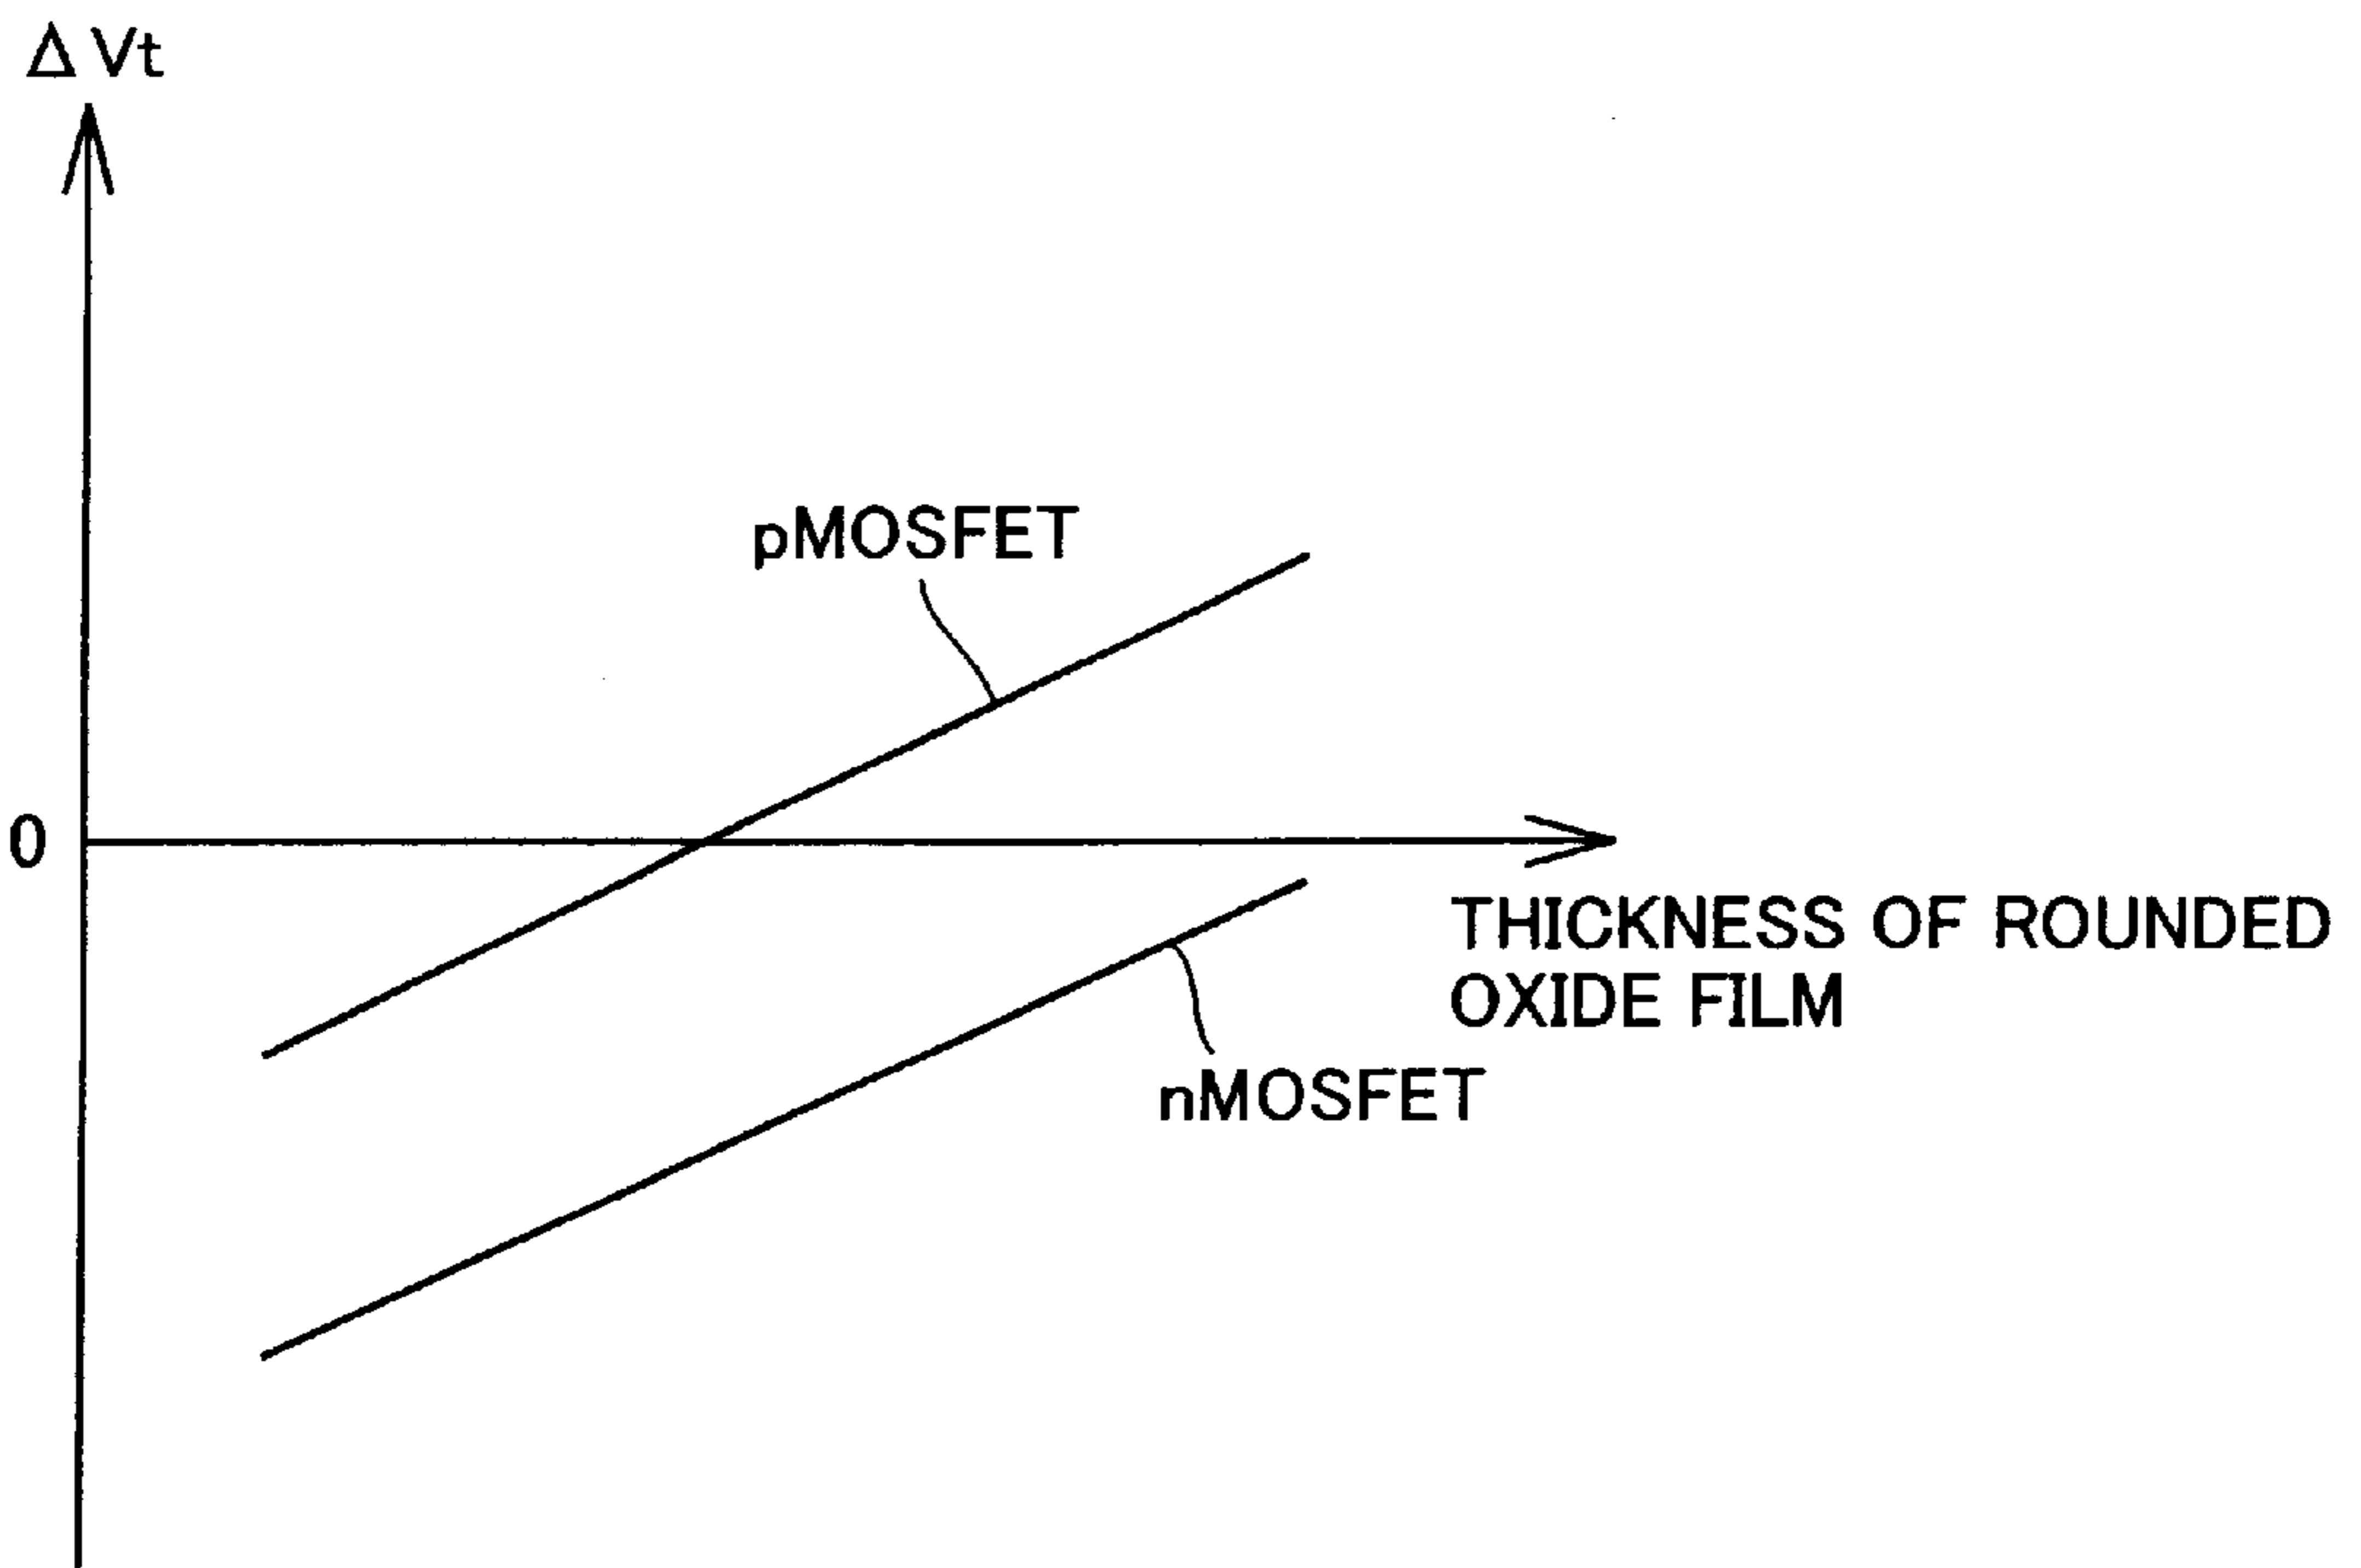 ΔVt
pMOSFET
0
THICKNESS OF ROUNDED
OXIDE FILM
nMOSFET